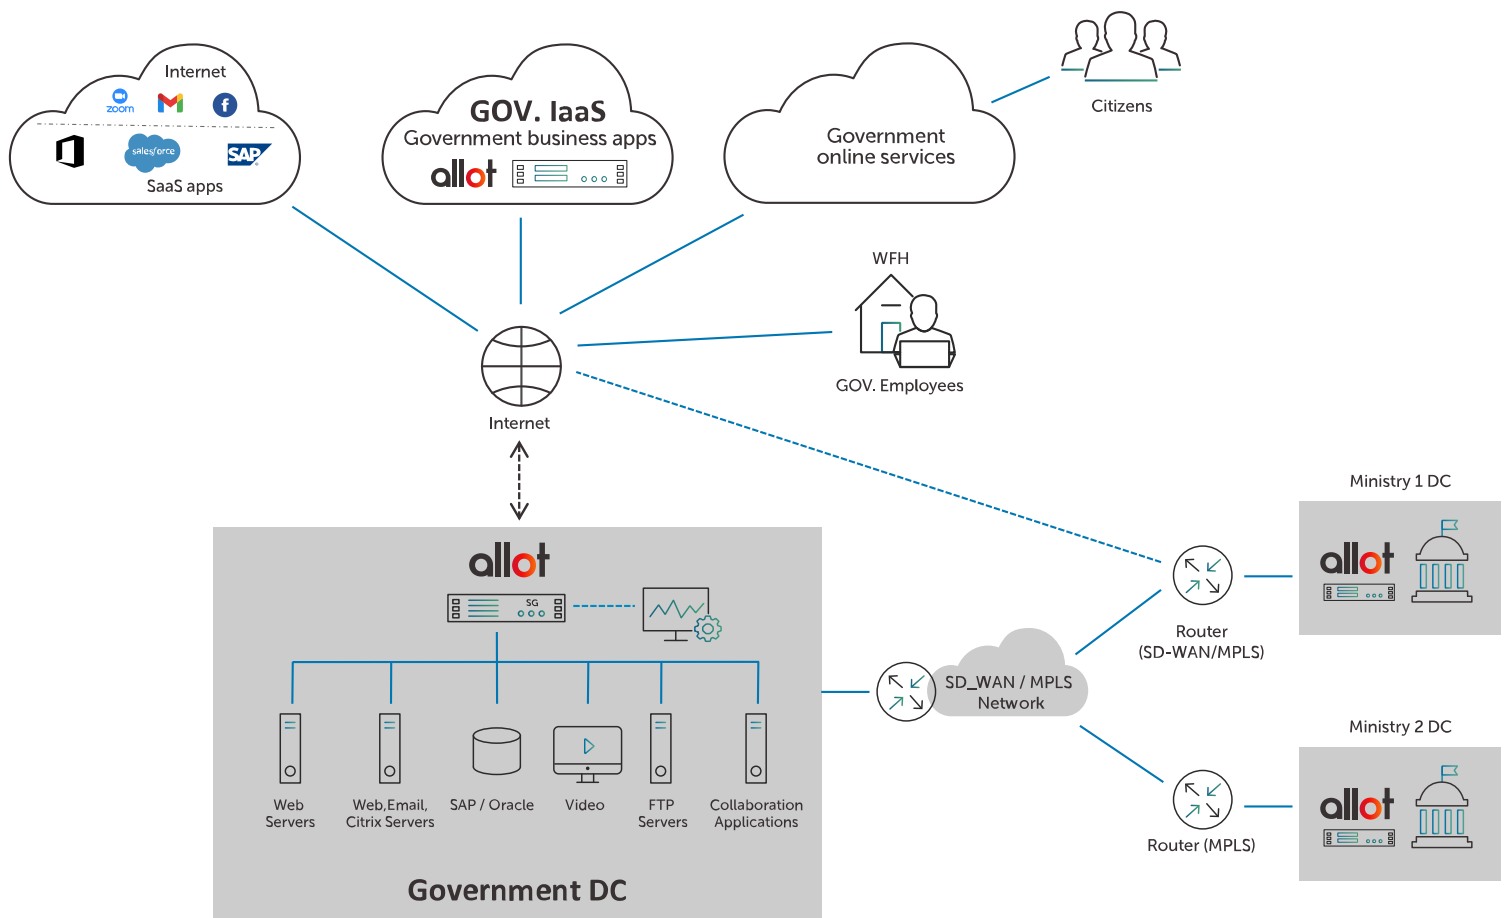 Internet
zoom
salesforce
SAP
SaaS apps
GOV. IaaS
Government business apps
allot
Government
online services
Citizens
WFH
GOV. Employees
Internet
allot
SG
Web
Servers
Web,Email,
Citrix Servers
SAP / Oracle
Video
FTP
Servers
Collaboration
Applications
Government DC
SD_WAN / MPLS
Network
Router
(SD-WAN/MPLS)
Ministry 1 DC
allot
Ministry 2 DC
allot
Router (MPLS)